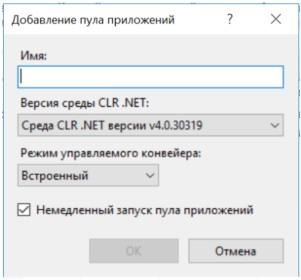 Добавление пула приложений
Имя:
Версия среды CLR .NET:
Среда CLR .NET версии v4.0.30319
Режим управляемого конвейера:
Встроенный
Немедленный запуск пула приложений
OK
Отмена